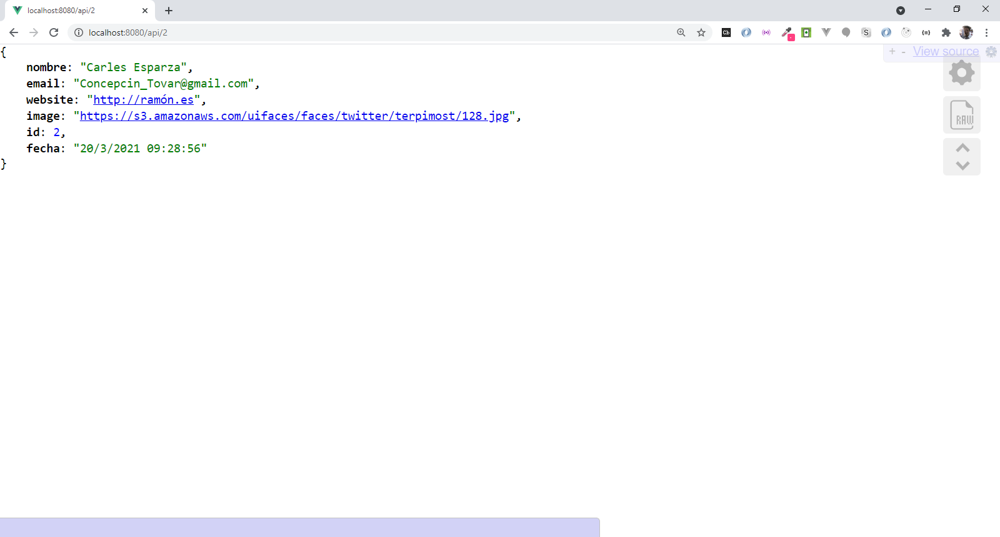 localhost:8080/api/2
localhost:8080/api/2
Cb
S
+ - View source
RAW
{
nombre: "Carles Esparza",
email: "Concepcin_Tovar@gmail.com",
website: "http://ramón.es",
image: "https://s3.amazonaws.com/uifaces/faces/twitter/terpimost/128.jpg",
id: 2,
fecha: "20/3/2021 09:28:56"
}